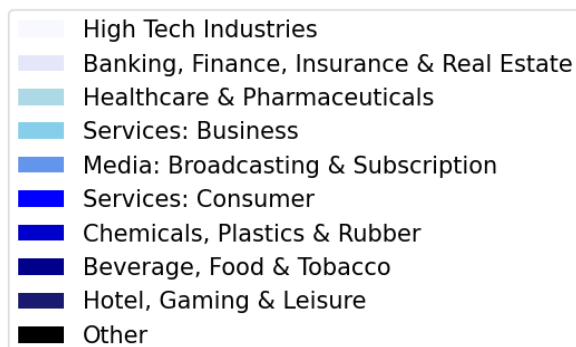 High Tech Industries
Banking, Finance, Insurance & Real Estate
Healthcare & Pharmaceuticals
Services: Business
Media: Broadcasting & Subscription
Services: Consumer
Chemicals, Plastics & Rubber
Beverage, Food & Tobacco
Hotel, Gaming & Leisure
Other